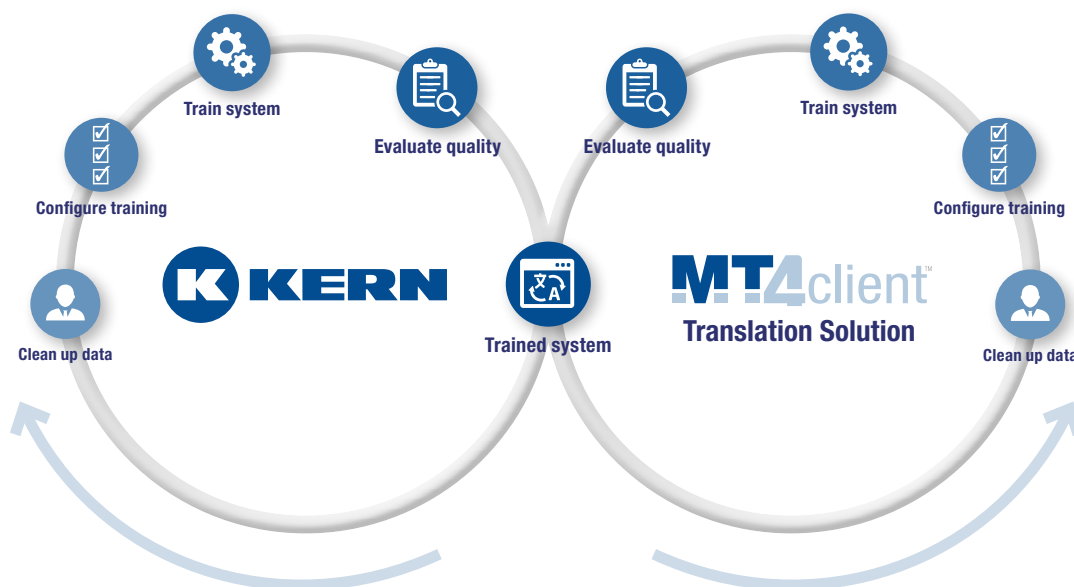 Train system
Evaluate quality
Configure training
Clean up data
K KERN
Trained system
文 A
MT4client™
Translation Solution
Evaluate quality
Train system
Configure training
Clean up data